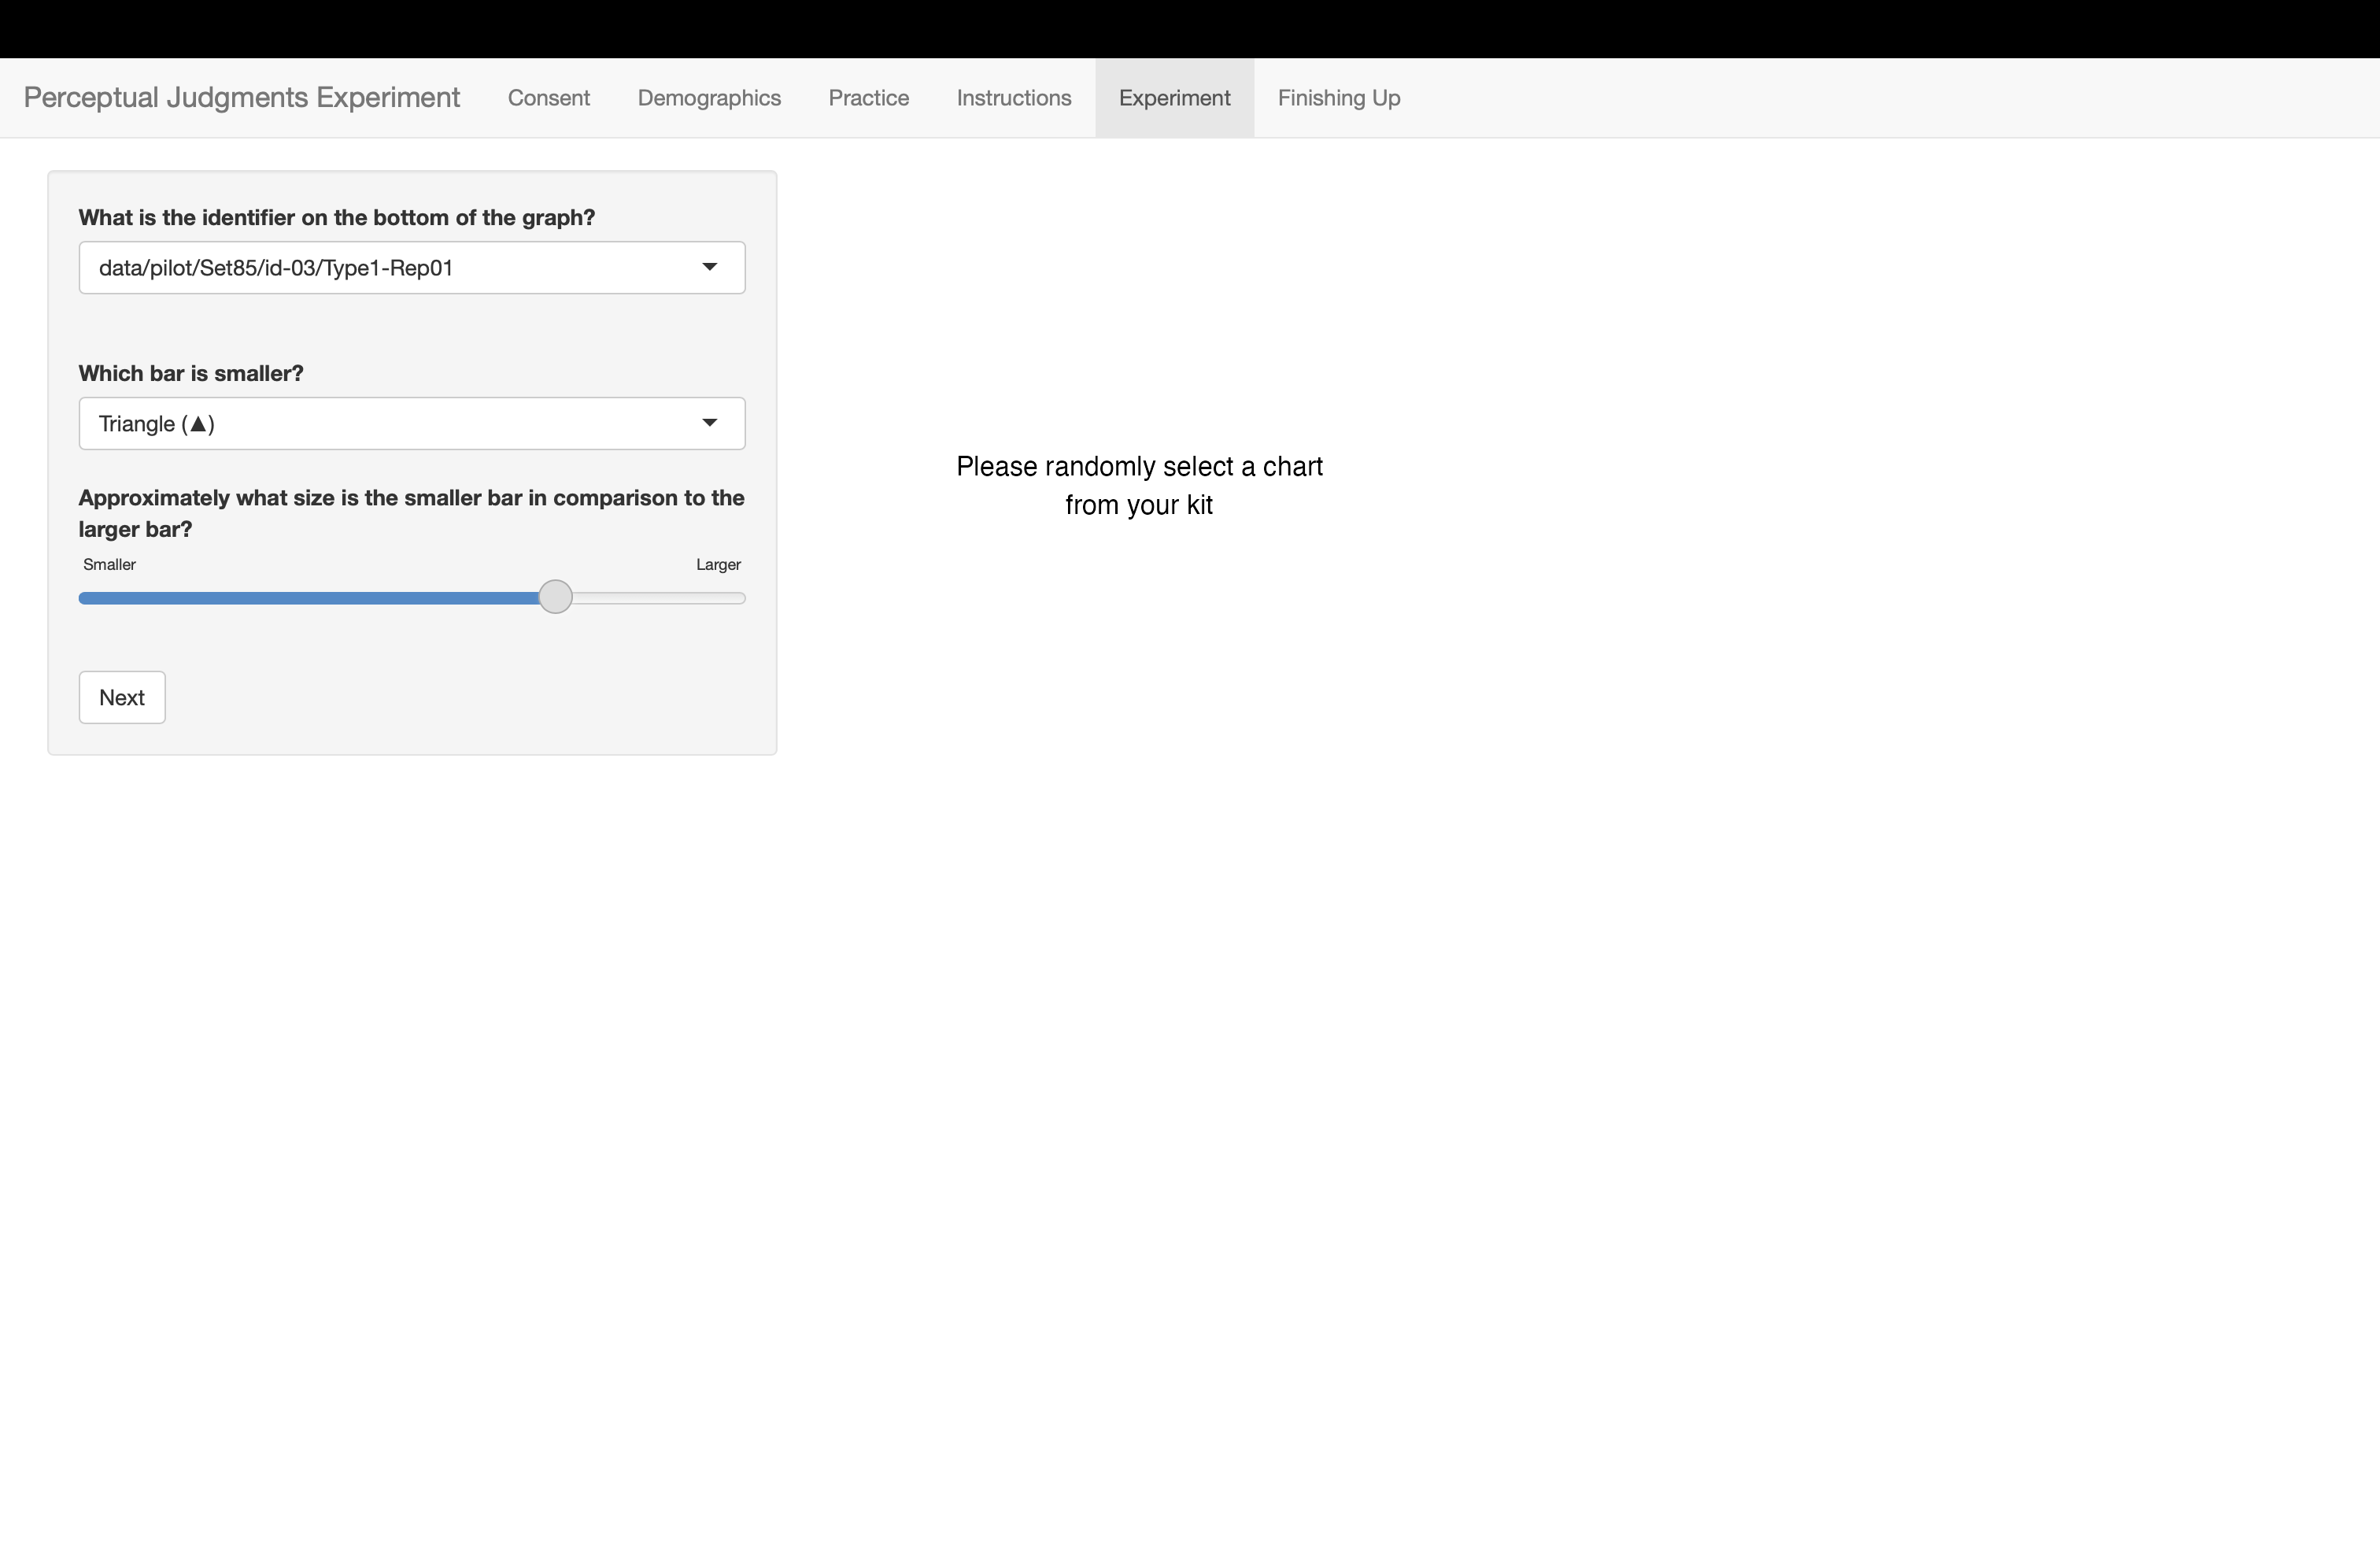 Perceptual Judgments Experiment Consent Demographics Practice Instructions Experiment Finishing Up
What is the identifier on the bottom of the graph?
data/pilot/Set85/id-03/Type1-Rep01
Which bar is smaller?
Triangle (▲)
Approximately what size is the smaller bar in comparison to the
larger bar?
Smaller Larger
Next
Please randomly select a chart
from your kit